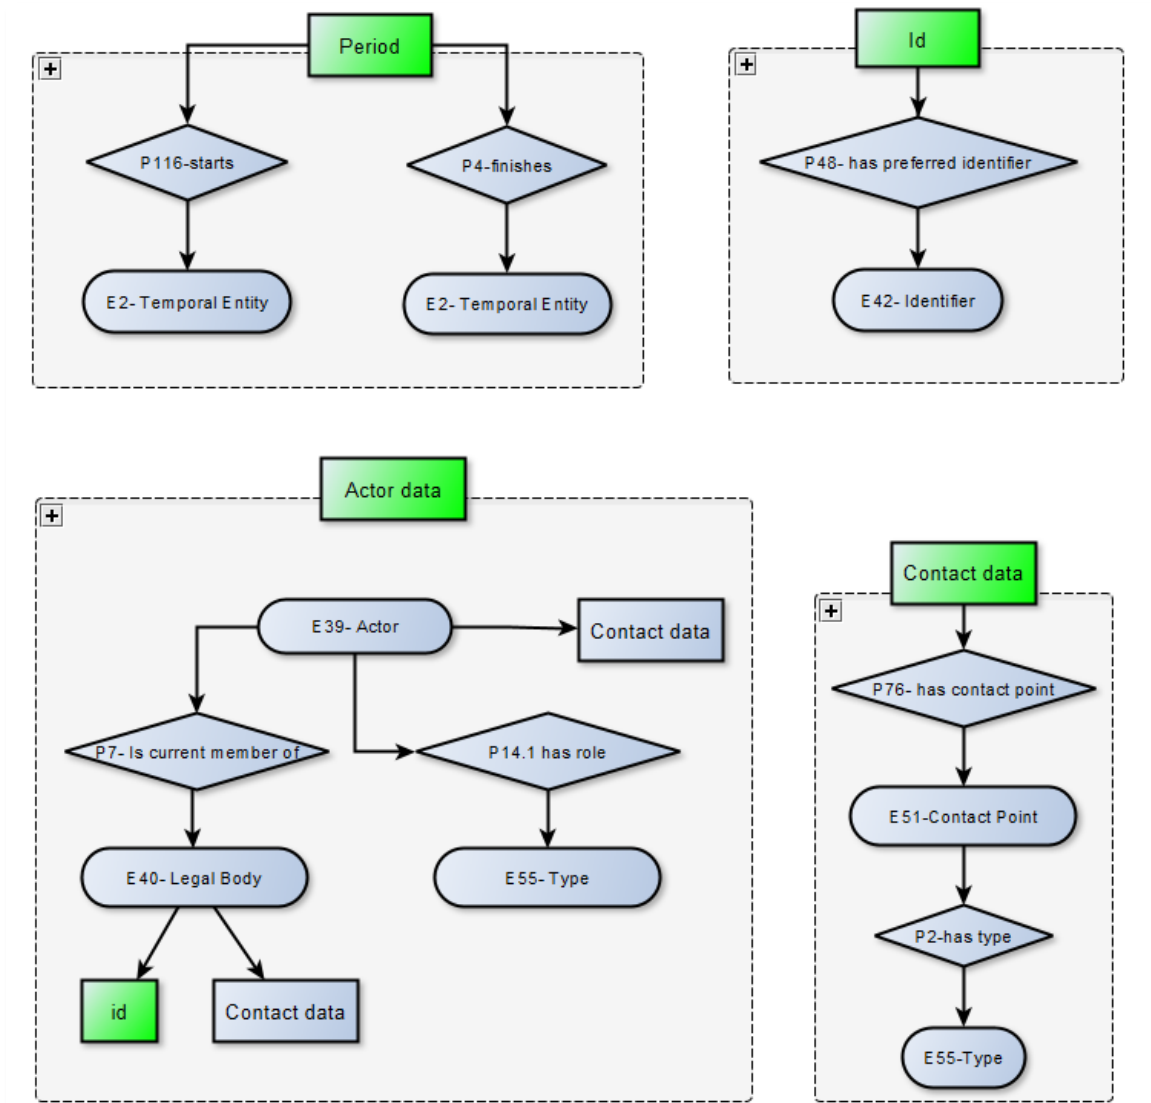 Period
P116-starts
P4-finishes
E2- Temporal Entity
E2- Temporal Entity
Id
P48- has preferred identifier
E42- Identifier
Actor data
E39- Actor
Contact data
P7- Is current member of
P14.1 has role
E40- Legal Body
E55- Type
id
Contact data
Contact data
P76- has contact point
E51-Contact Point
P2-has type
E55-Type